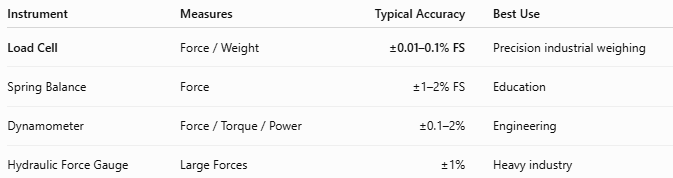 Instrument Measures Typical Accuracy Best Use
Load Cell Force / Weight ±0.01–0.1% FS Precision industrial weighing
Spring Balance Force ±1–2% FS Education
Dynamometer Force / Torque / Power ±0.1–2% Engineering
Hydraulic Force Gauge Large Forces ±1% Heavy industry